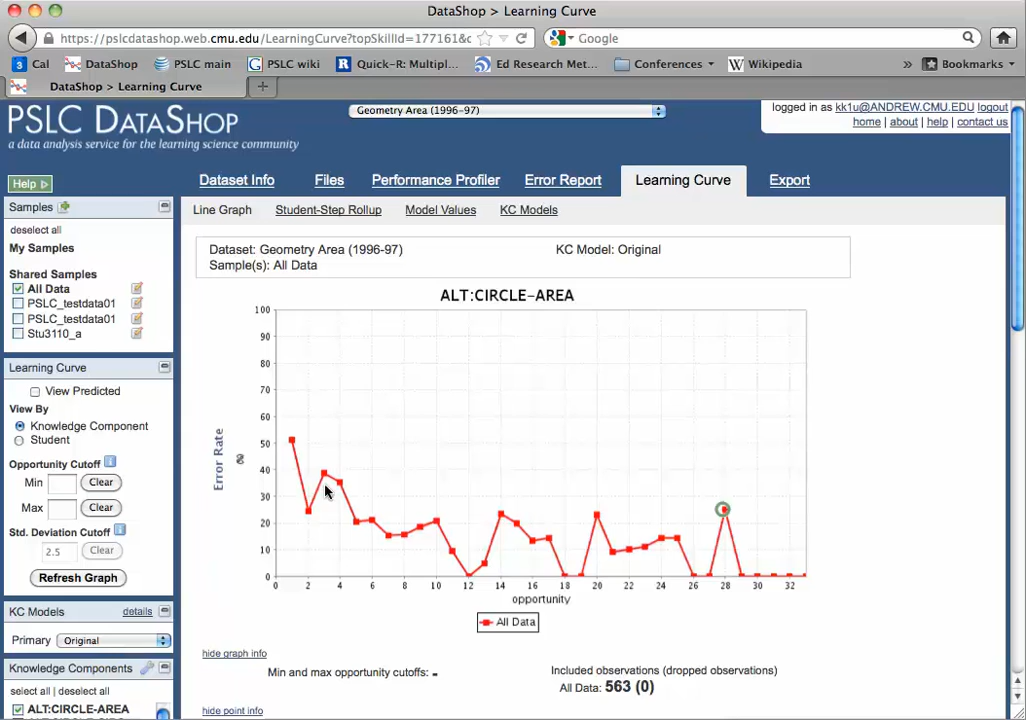 DataShop > Learning Curve
https://pslcdatashop.web.cmu.edu/LearningCurve?topSkillId=177161&c
Google
Cal
DataShop
PSLC main
PSLC wiki
Quick–R: Multipl...
Ed Research Met...
Conferences
Wikipedia
»
Bookmarks
DataShop > Learning Curve
PSLC DATASHOP
a data analysis service for the learning science community
Geometry Area (1996–97)
logged in as kk1u@ANDREW.CMU.EDU logout
home | about | help | contact us
Help
Dataset Info
Files
Performance Profiler
Error Report
Learning Curve
Export
Line Graph
Student-Step Rollup
Model Values
KC Models
Samples
deselect all
My Samples
Shared Samples
All Data
PSLC_testdata01
PSLC_testdata01
Stu3110_a
Learning Curve
View Predicted
View By
Knowledge Component
Student
Opportunity Cutoff
Min
Clear
Max
Clear
Std. Deviation Cutoff
2.5
Clear
Refresh Graph
KC Models
details
Primary
Original
Knowledge Components
select all | deselect all
ALT:CIRCLE-AREA
Dataset: Geometry Area (1996-97)
KC Model: Original
Sample(s): All Data
ALT:CIRCLE–AREA
100
90
80
70
60
50
40
30
20
10
0
Error Rate
%
0 2 4 6 8 10 12 14 16 18 20 22 24 26 28 30 32
opportunity
All Data
hide graph info
Min and max opportunity cutoffs: -
Included observations (dropped observations)
All Data: 563 (0)
hide point info